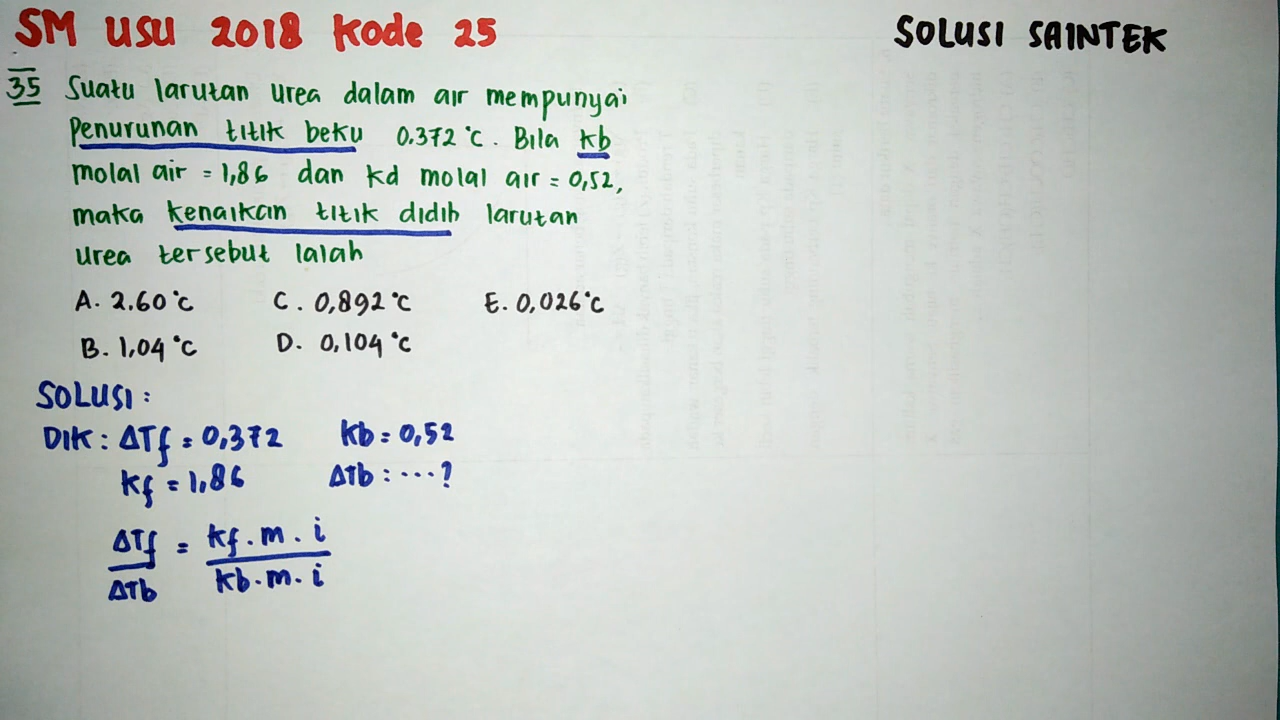 SM USU 2018 Kode 25
SOLUSI SAINTEK
35 Suatu larutan urea dalam air mempunyai
Penurunan titik beku 0.372 °C. Bila kb
molal air = 1,86 dan kd molal air = 0,52,
maka kenaikan titik didih larutan
urea tersebut ialah
A. 2.60 °C C. 0,892 °C E. 0,026 °C
B. 1,04 °C D. 0,104 °C
SOLUSI :
DIK : ΔTf = 0,372 kb = 0,52
kf = 1,86 ΔTb : ...?
ΔTf = kf . m . i
ΔTb kb . m . i